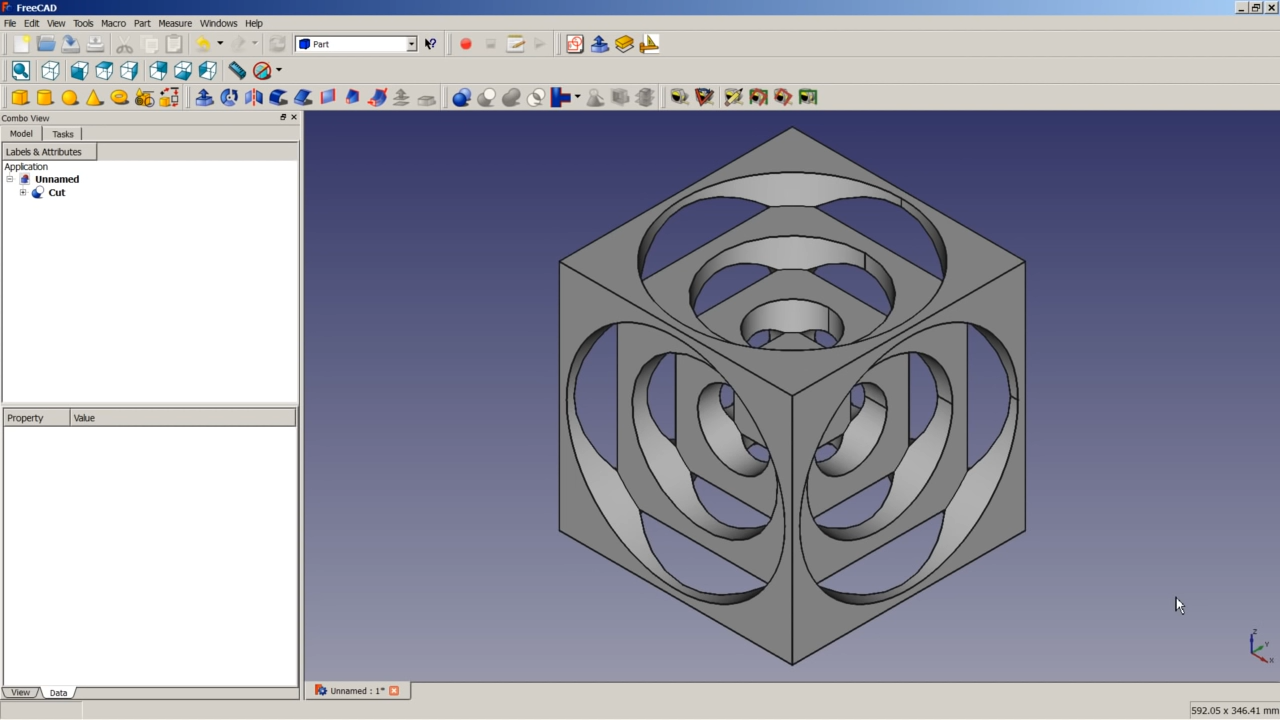 FreeCAD
File Edit View Tools Macro Part Measure Windows Help
Part
Combo View
Model Tasks
Labels & Attributes
Application
Unnamed
Cut
Property Value
View Data
Unnamed : 1*
Z
Y
X
592.05 x 346.41 mm